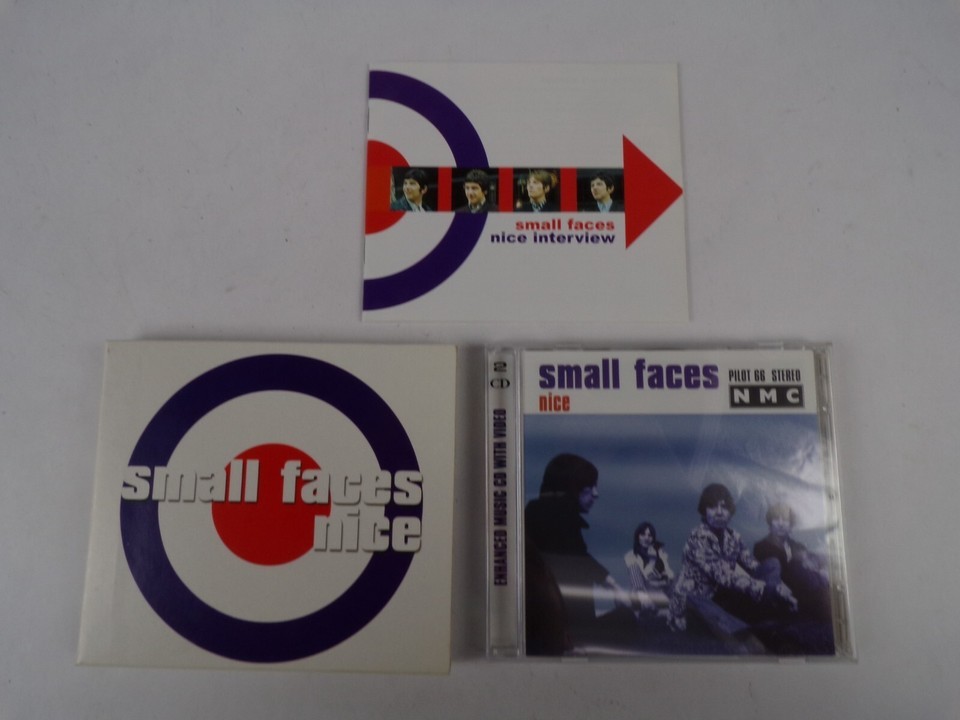 small faces
nice interview
small faces
nice
2
ENHANCED MUSIC CD WITH VIDEO
small faces
nice
PILOT 66 STEREO
NMC